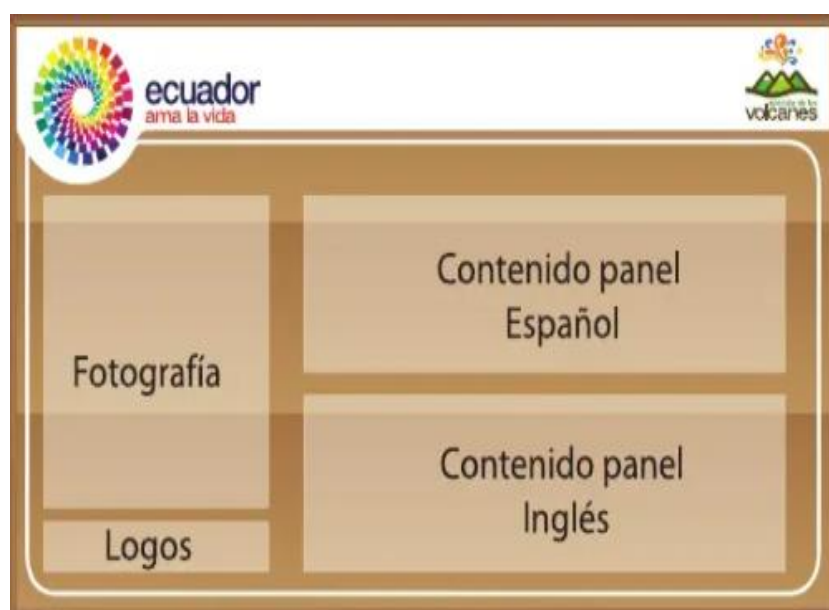 ecuador
ama la vida
volcanes
Fotografía
Logos
Contenido panel
Español
Contenido panel
Inglés